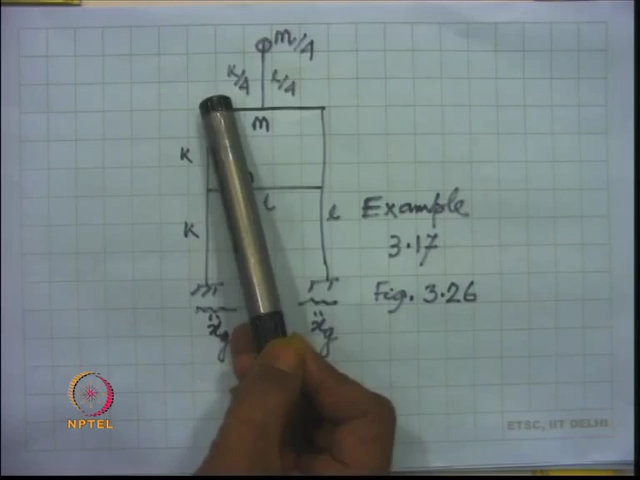 m/4
k/4 l/4
m
k
l
k l
Example
3.17
Fig. 3.26
ẍg ẍg
NPTEL
ETSC, IIT DELHI